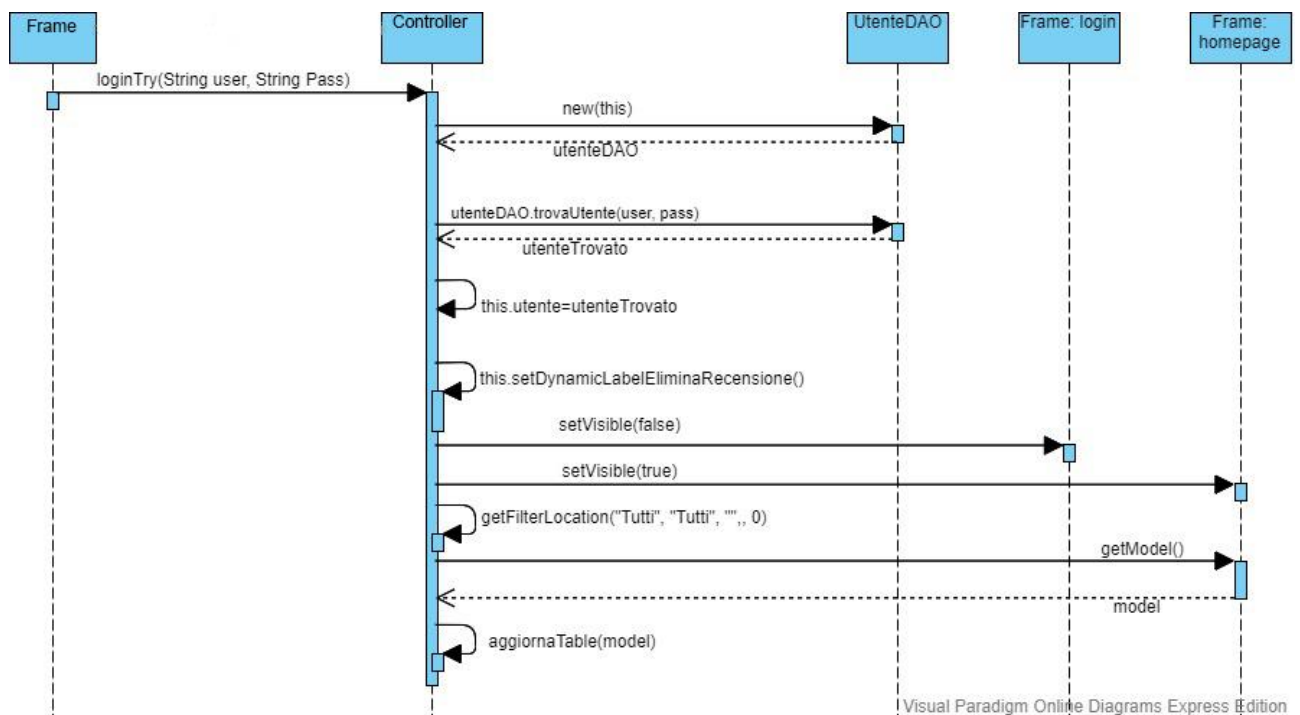 Frame
Controller
UtenteDAO
Frame: login
Frame:
homepage
loginTry(String user, String Pass)
new(this)
utenteDAO
utenteDAO.trovaUtente(user, pass)
utenteTrovato
this.utente=utenteTrovato
this.setDynamicLabelEliminaRecensione()
setVisible(false)
setVisible(true)
getFilterLocation("Tutti", "Tutti", "",, 0)
getModel()
model
aggiornaTable(model)
Visual Paradigm Online Diagrams Express Edition